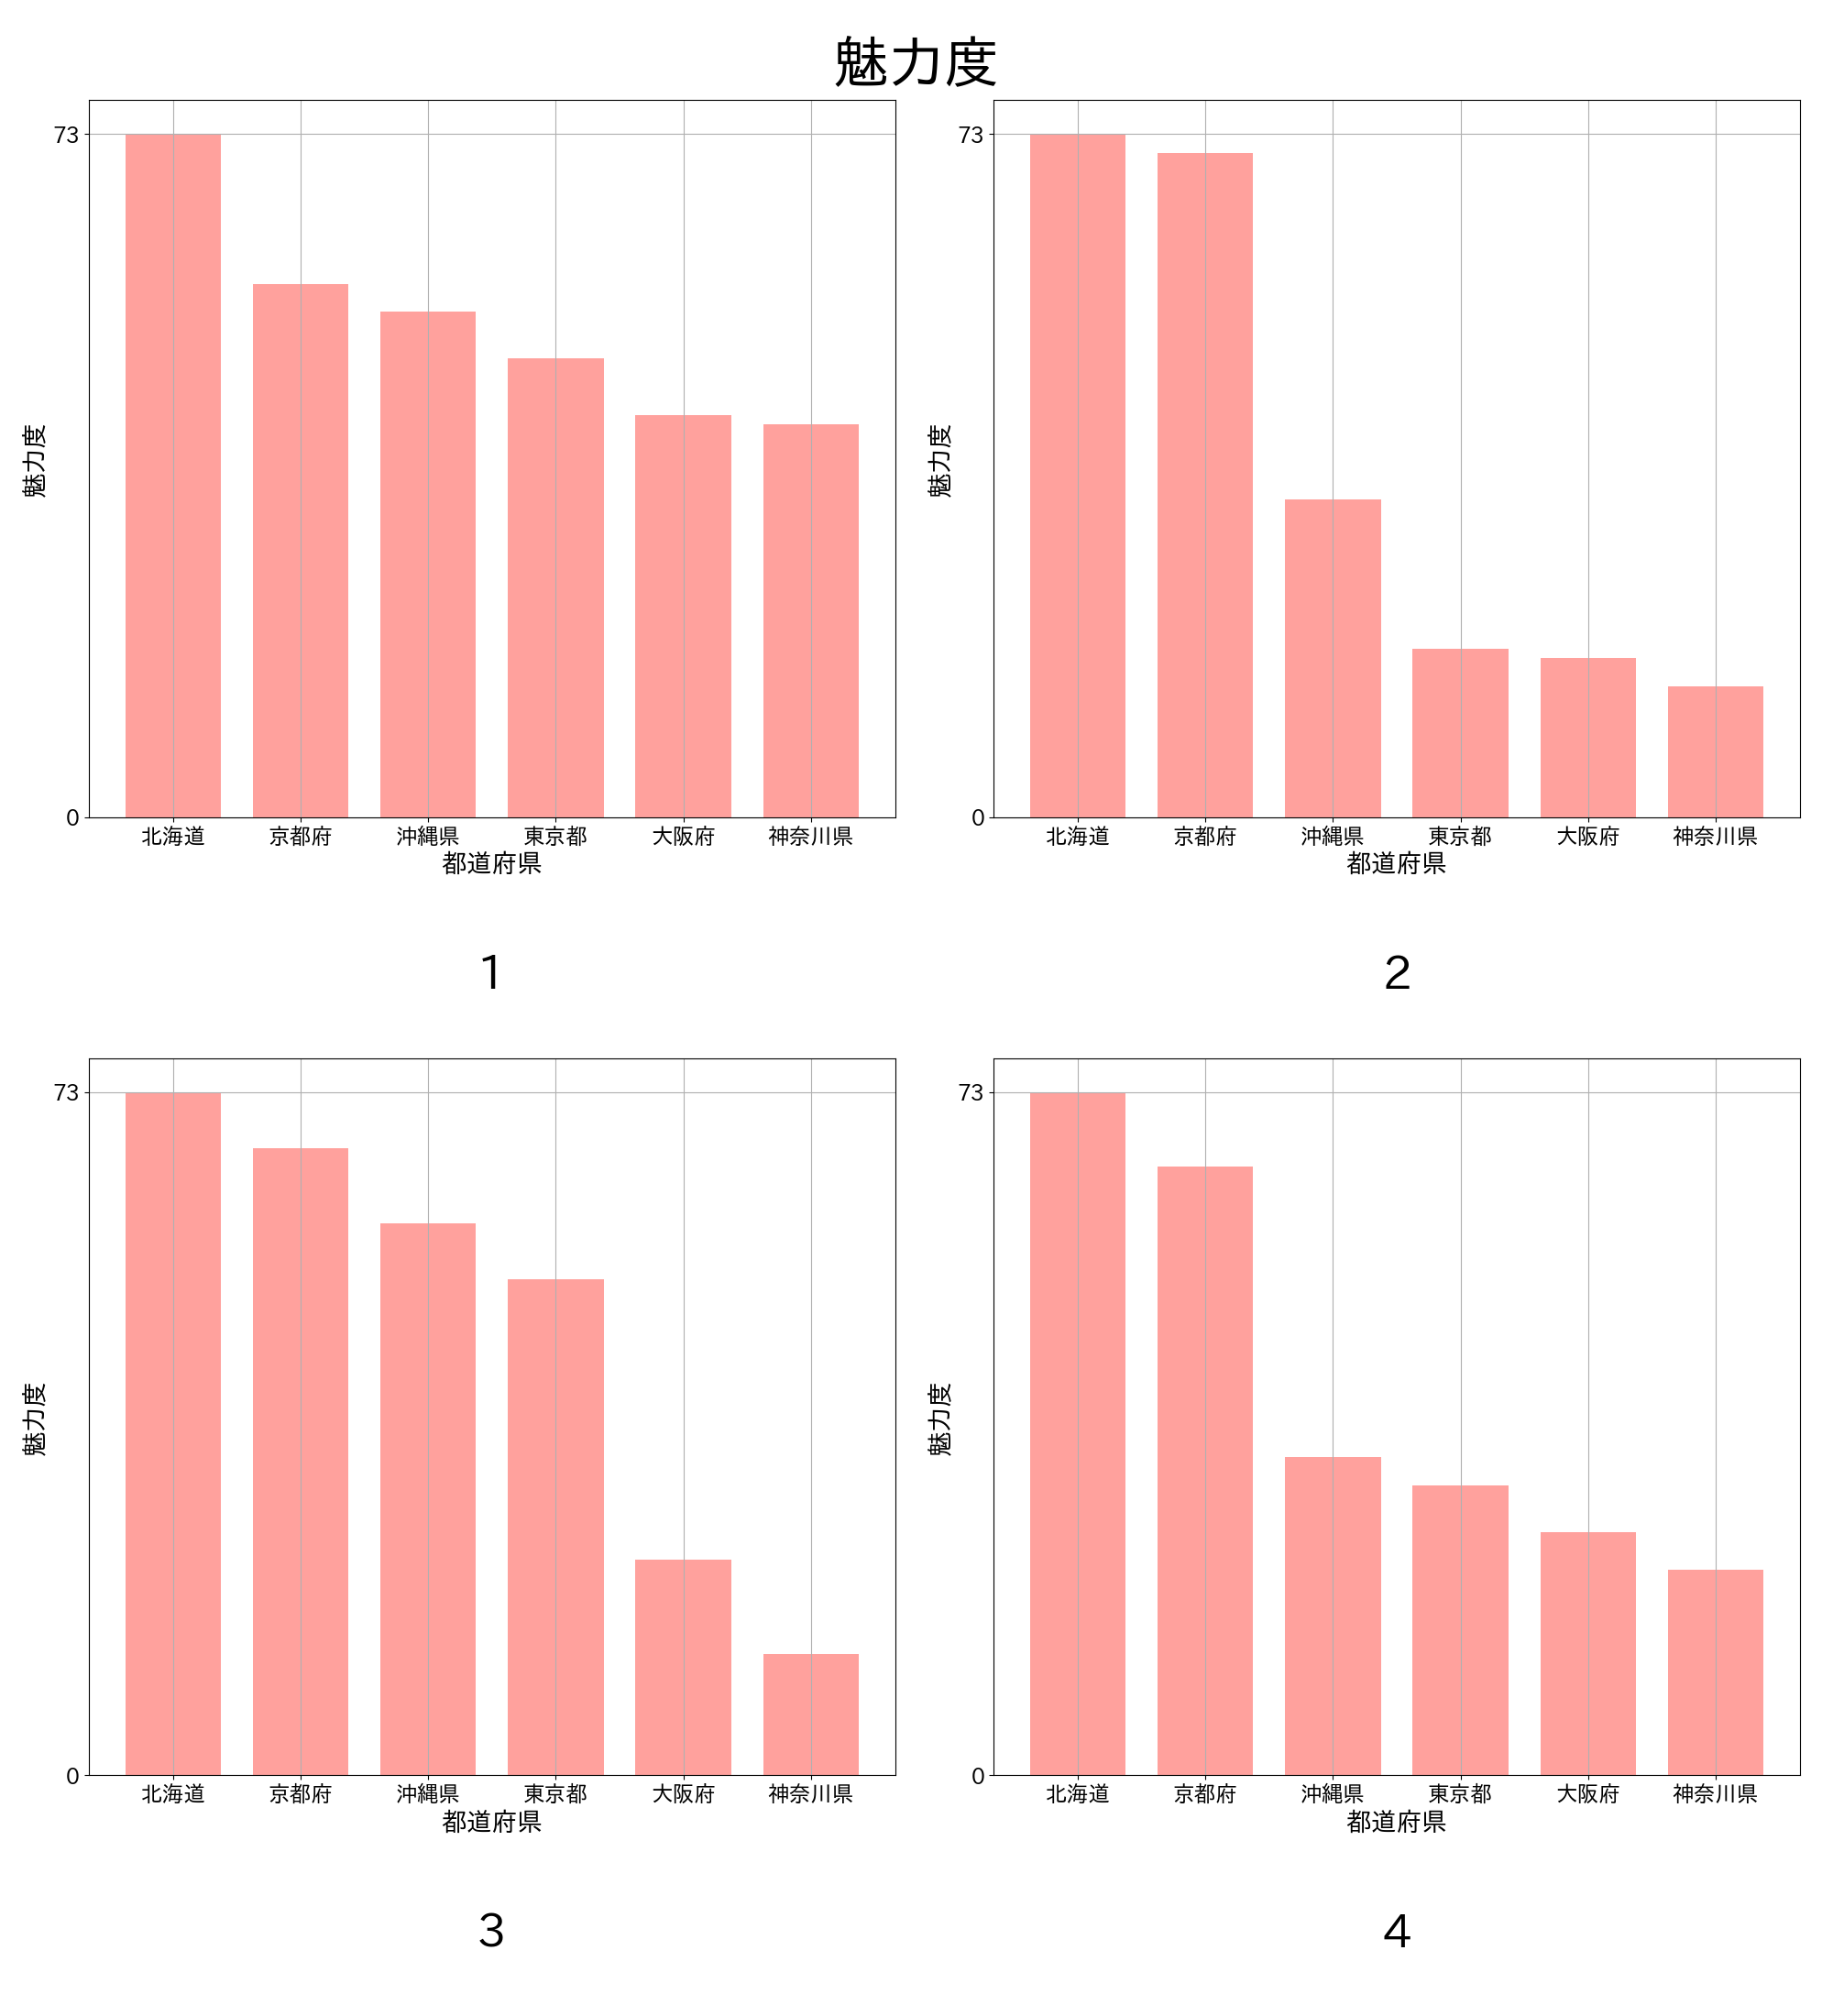 魅力度
73
0
魅力度
北海道 京都府 沖縄県 東京都 大阪府 神奈川県
都道府県
1
73
0
魅力度
北海道 京都府 沖縄県 東京都 大阪府 神奈川県
都道府県
2
73
0
魅力度
北海道 京都府 沖縄県 東京都 大阪府 神奈川県
都道府県
3
73
0
魅力度
北海道 京都府 沖縄県 東京都 大阪府 神奈川県
都道府県
4